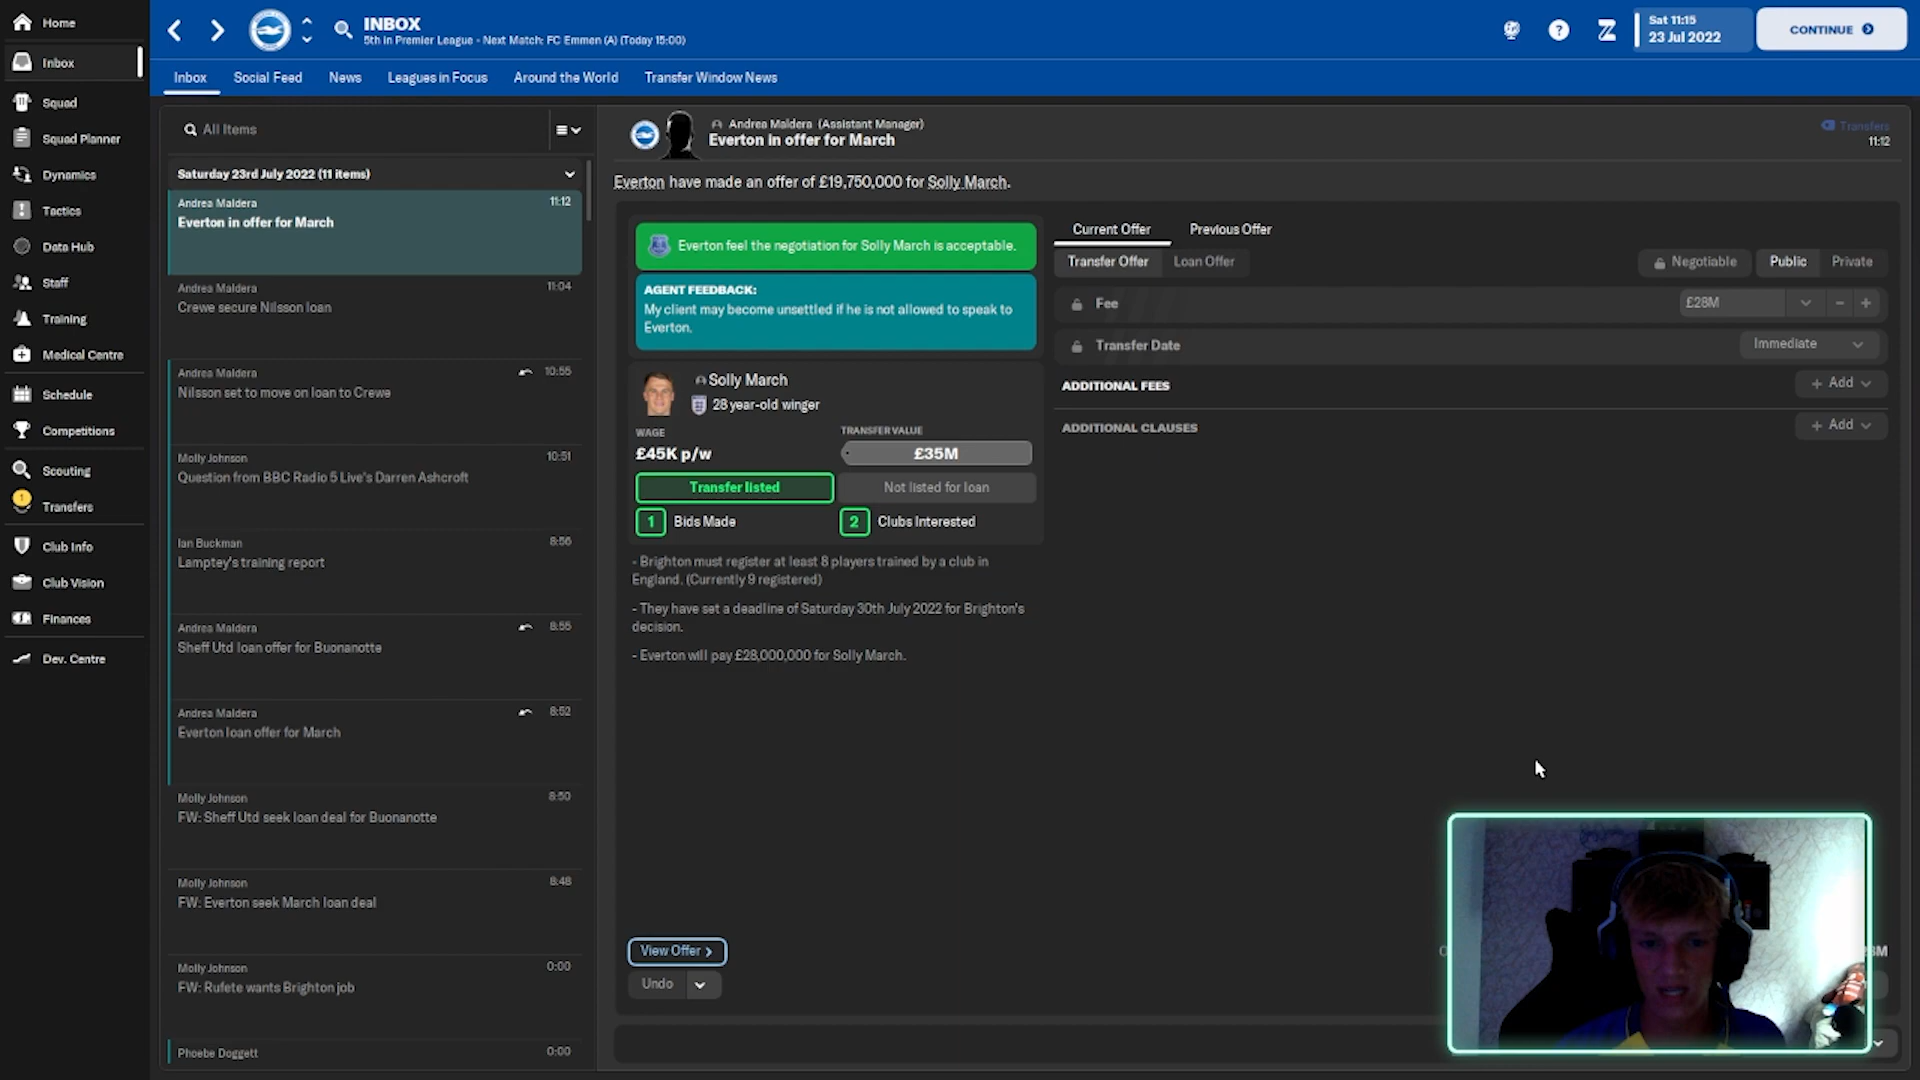 Home
Inbox
Squad
Squad Planner
Dynamics
Tactics
Data Hub
Staff
Training
Medical Centre
Schedule
Competitions
Scouting
1
Transfers
Club Info
Club Vision
Finances
Dev. Centre
INBOX
5th in Premier League - Next Match: FC Emmen (A) (Today 15:00)
Sat 11:15
23 Jul 2022
CONTINUE
Inbox
Social Feed
News
Leagues in Focus
Around the World
Transfer Window News
All Items
Saturday 23rd July 2022 (11 items)
Andrea Maldera 11:12
Everton in offer for March
Andrea Maldera 11:04
Crewe secure Nilsson loan
Andrea Maldera 10:55
Nilsson set to move on loan to Crewe
Molly Johnson 10:51
Question from BBC Radio 5 Live's Darren Ashcroft
Ian Buckman 8:56
Lamptey's training report
Andrea Maldera 8:55
Sheff Utd loan offer for Buonanotte
Andrea Maldera 8:52
Everton loan offer for March
Molly Johnson 8:50
FW: Sheff Utd seek loan deal for Buonanotte
Molly Johnson 8:48
FW: Everton seek March loan deal
Molly Johnson 0:00
FW: Rufete wants Brighton job
Phoebe Doggett 0:00
Andrea Maldera (Assistant Manager)
Everton in offer for March
Transfers
11:12
Everton have made an offer of £19,750,000 for Solly March.
Everton feel the negotiation for Solly March is acceptable.
AGENT FEEDBACK:
My client may become unsettled if he is not allowed to speak to
Everton.
Solly March
28 year-old winger
WAGE
£45K p/w
TRANSFER VALUE
£35M
Transfer listed
Not listed for loan
1 Bids Made
2 Clubs Interested
- Brighton must register at least 8 players trained by a club in
England. (Currently 9 registered)
- They have set a deadline of Saturday 30th July 2022 for Brighton's
decision.
- Everton will pay £28,000,000 for Solly March.
View Offer
Undo
Current Offer
Previous Offer
Transfer Offer
Loan Offer
Negotiable
Public
Private
Fee
£28M
Transfer Date
Immediate
ADDITIONAL FEES
+ Add
ADDITIONAL CLAUSES
+ Add